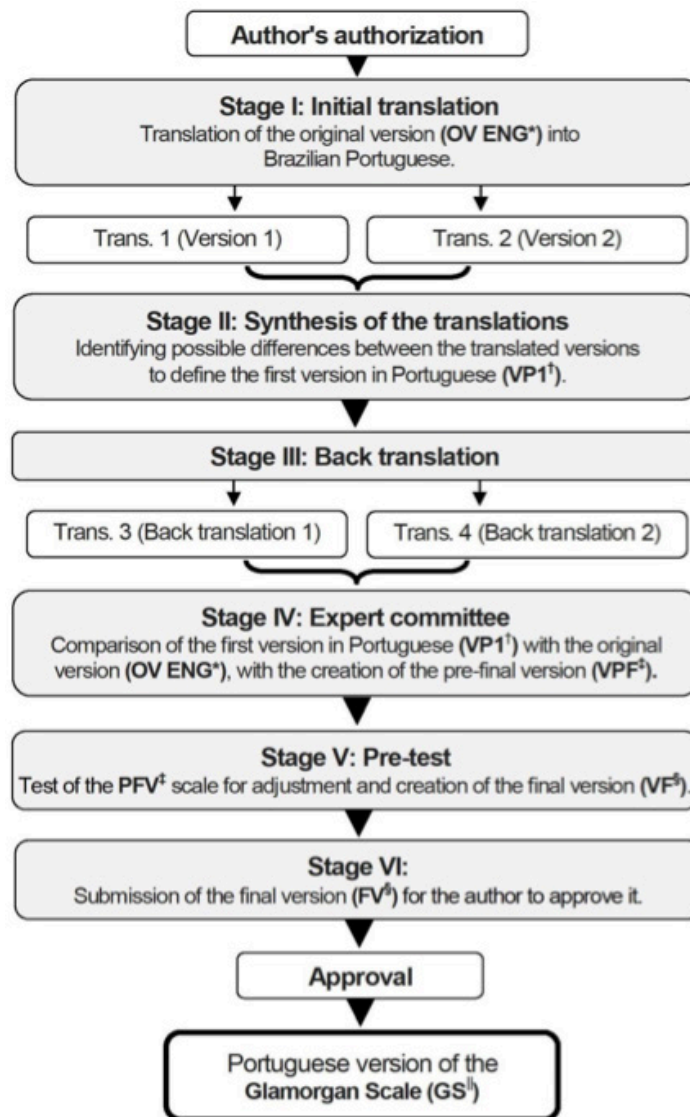 Author's authorization
Stage I: Initial translation
Translation of the original version (OV ENG*) into
Brazilian Portuguese.
Trans. 1 (Version 1)
Trans. 2 (Version 2)
Stage II: Synthesis of the translations
Identifying possible differences between the translated versions
to define the first version in Portuguese (VP1†).
Stage III: Back translation
Trans. 3 (Back translation 1)
Trans. 4 (Back translation 2)
Stage IV: Expert committee
Comparison of the first version in Portuguese (VP1†) with the original
version (OV ENG*), with the creation of the pre-final version (VPF‡).
Stage V: Pre-test
Test of the PFV‡ scale for adjustment and creation of the final version (VF§).
Stage VI:
Submission of the final version (FV§) for the author to approve it.
Approval
Portuguese version of the
Glamorgan Scale (GS||)